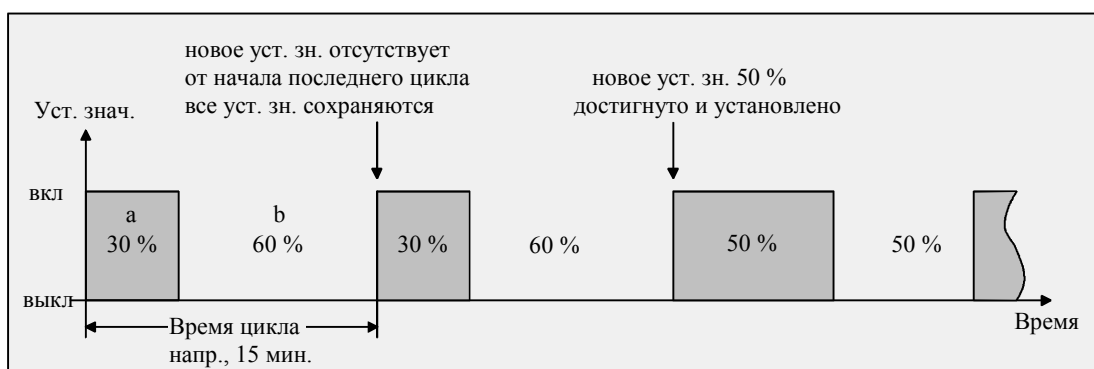 новое уст. зн. отсутствует
от начала последнего цикла
все уст. зн. сохраняются
новое уст. зн. 50 %
достигнуто и установлено
Уст. знач.
вкл
a
30 %
b
60 %
30 %
60 %
50 %
50 %
выкл
Время
Время цикла
напр., 15 мин.